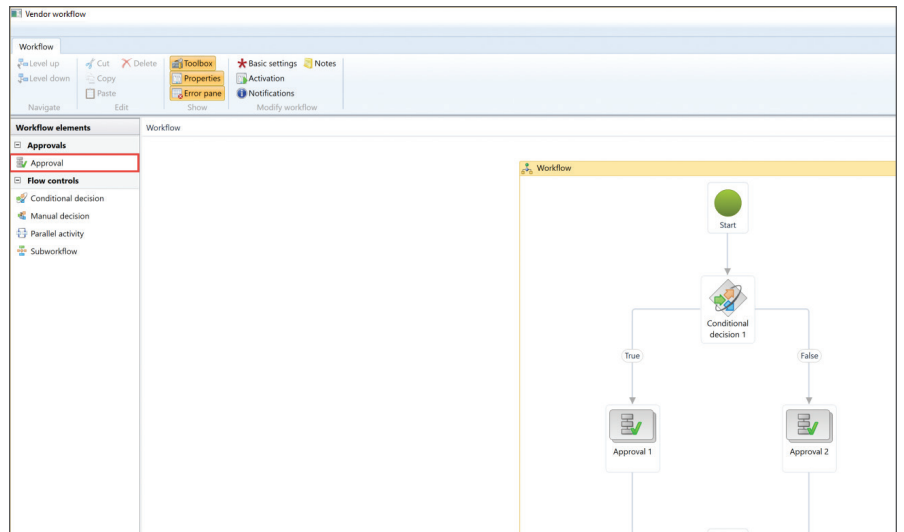 Vendor workflow
Workflow
Level up
Cut
Delete
Toolbox
Basic settings
Notes
Level down
Copy
Properties
Activation
Paste
Error pane
Notifications
Navigate
Edit
Show
Modify workflow
Workflow elements
Workflow
Approvals
Approval
Workflow
Flow controls
Conditional decision
Manual decision
Parallel activity
Subworkflow
Start
Conditional
decision 1
True
False
Approval 1
Approval 2